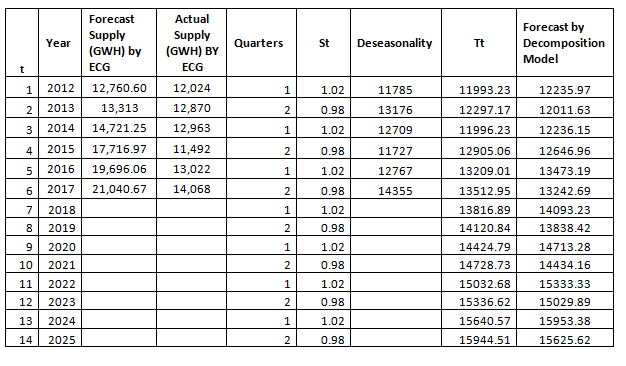 t Year Forecast Supply (GWH) by ECG Actual Supply (GWH) BY ECG Quarters St Deseasonality Tt Forecast by Decomposition Model
1 2012 12,760.60 12,024 1 1.02 11785 11993.23 12235.97
2 2013 13,313 12,870 2 0.98 13176 12297.17 12011.63
3 2014 14,721.25 12,963 1 1.02 12709 11996.23 12236.15
4 2015 17,716.97 11,492 2 0.98 11727 12905.06 12646.96
5 2016 19,696.06 13,022 1 1.02 12767 13209.01 13473.19
6 2017 21,040.67 14,068 2 0.98 14355 13512.95 13242.69
7 2018 1 1.02 13816.89 14093.23
8 2019 2 0.98 14120.84 13838.42
9 2020 1 1.02 14424.79 14713.28
10 2021 2 0.98 14728.73 14434.16
11 2022 1 1.02 15032.68 15333.33
12 2023 2 0.98 15336.62 15029.89
13 2024 1 1.02 15640.57 15953.38
14 2025 2 0.98 15944.51 15625.62